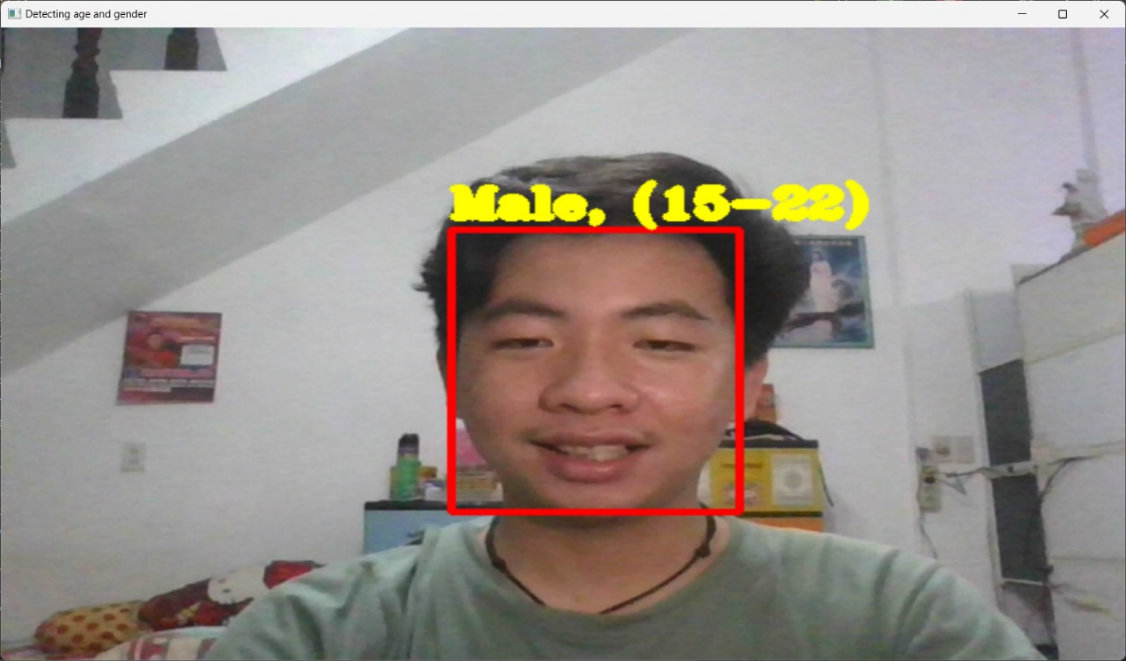 Detecting age and gender
Male, (15-22)